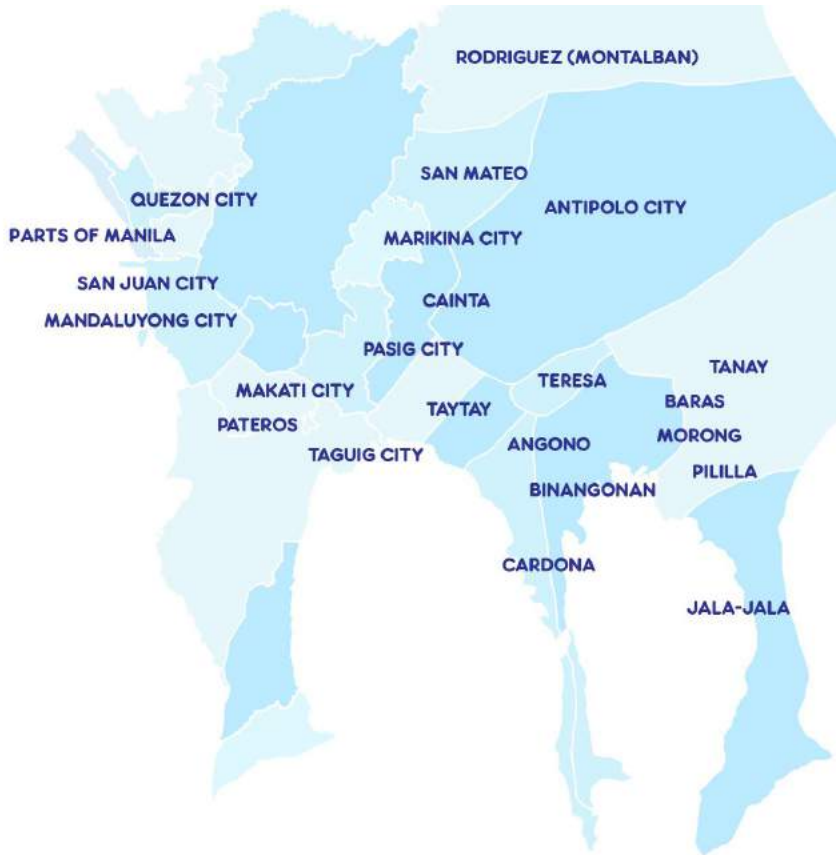 RODRIGUEZ (MONTALBAN)
SAN MATEO
QUEZON CITY
ANTIPOLO CITY
PARTS OF MANILA
MARIKINA CITY
SAN JUAN CITY
CAINTA
MANDALUYONG CITY
PASIG CITY
TANAY
TERESA
MAKATI CITY
BARAS
TAYTAY
PATEROS
MORONG
ANGONO
TAGUIG CITY
PILILLA
BINANGONAN
CARDONA
JALA-JALA